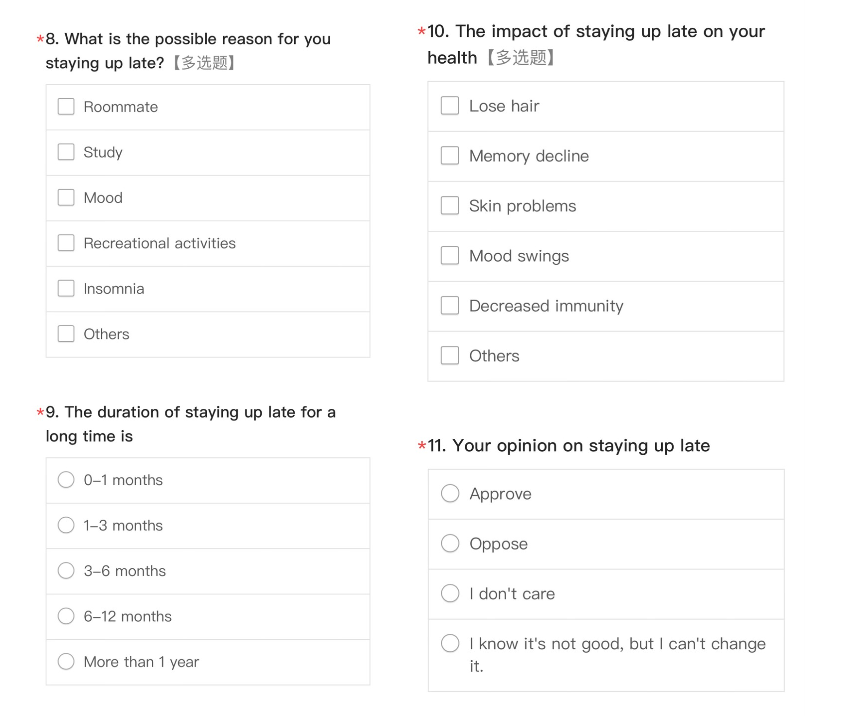 *8. What is the possible reason for you
staying up late?【多选题】
Roommate
Study
Mood
Recreational activities
Insomnia
Others
*9. The duration of staying up late for a
long time is
0–1 months
1–3 months
3–6 months
6–12 months
More than 1 year
*10. The impact of staying up late on your
health【多选题】
Lose hair
Memory decline
Skin problems
Mood swings
Decreased immunity
Others
*11. Your opinion on staying up late
Approve
Oppose
I don't care
I know it's not good, but I can't change
it.